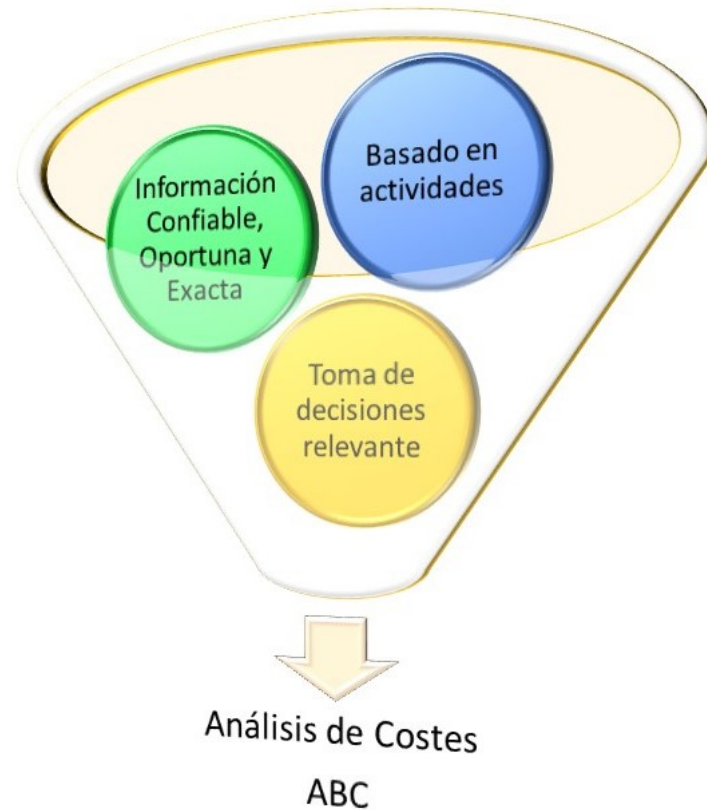 Información
Confiable,
Oportuna y
Exacta
Basado en
actividades
Toma de
decisiones
relevante
Análisis de Costes
ABC